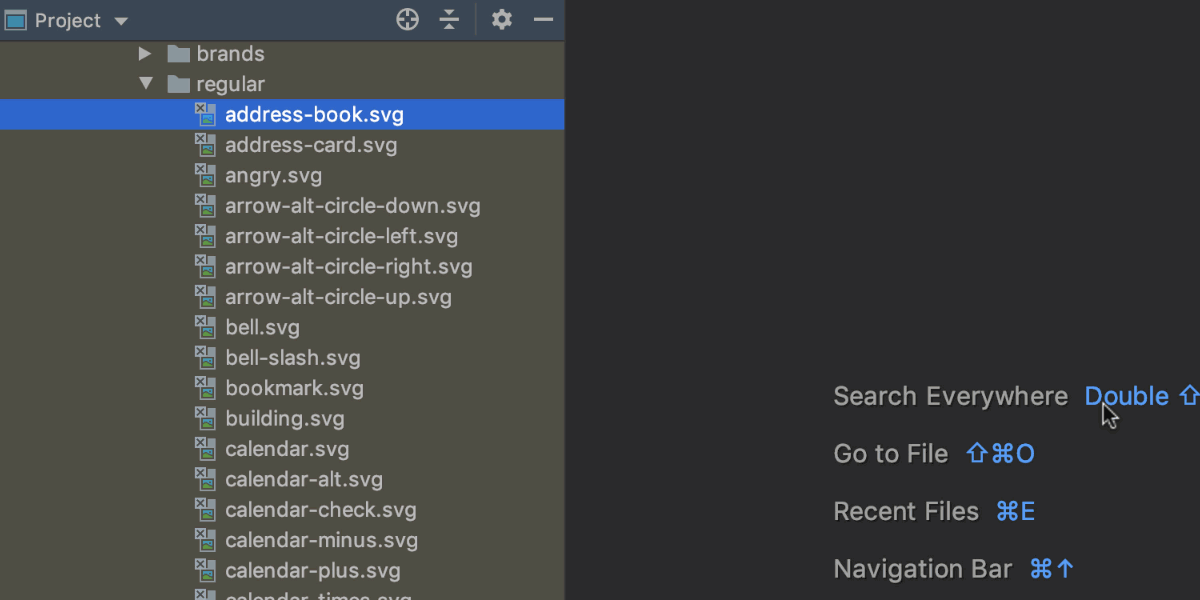 Project
brands
regular
address-book.svg
address-card.svg
angry.svg
arrow-alt-circle-down.svg
arrow-alt-circle-left.svg
arrow-alt-circle-right.svg
arrow-alt-circle-up.svg
bell.svg
bell-slash.svg
bookmark.svg
building.svg
calendar.svg
calendar-alt.svg
calendar-check.svg
calendar-minus.svg
calendar-plus.svg
calendar-times.svg
Search Everywhere Double ⇧
Go to File ⇧⌘O
Recent Files ⌘E
Navigation Bar ⌘↑